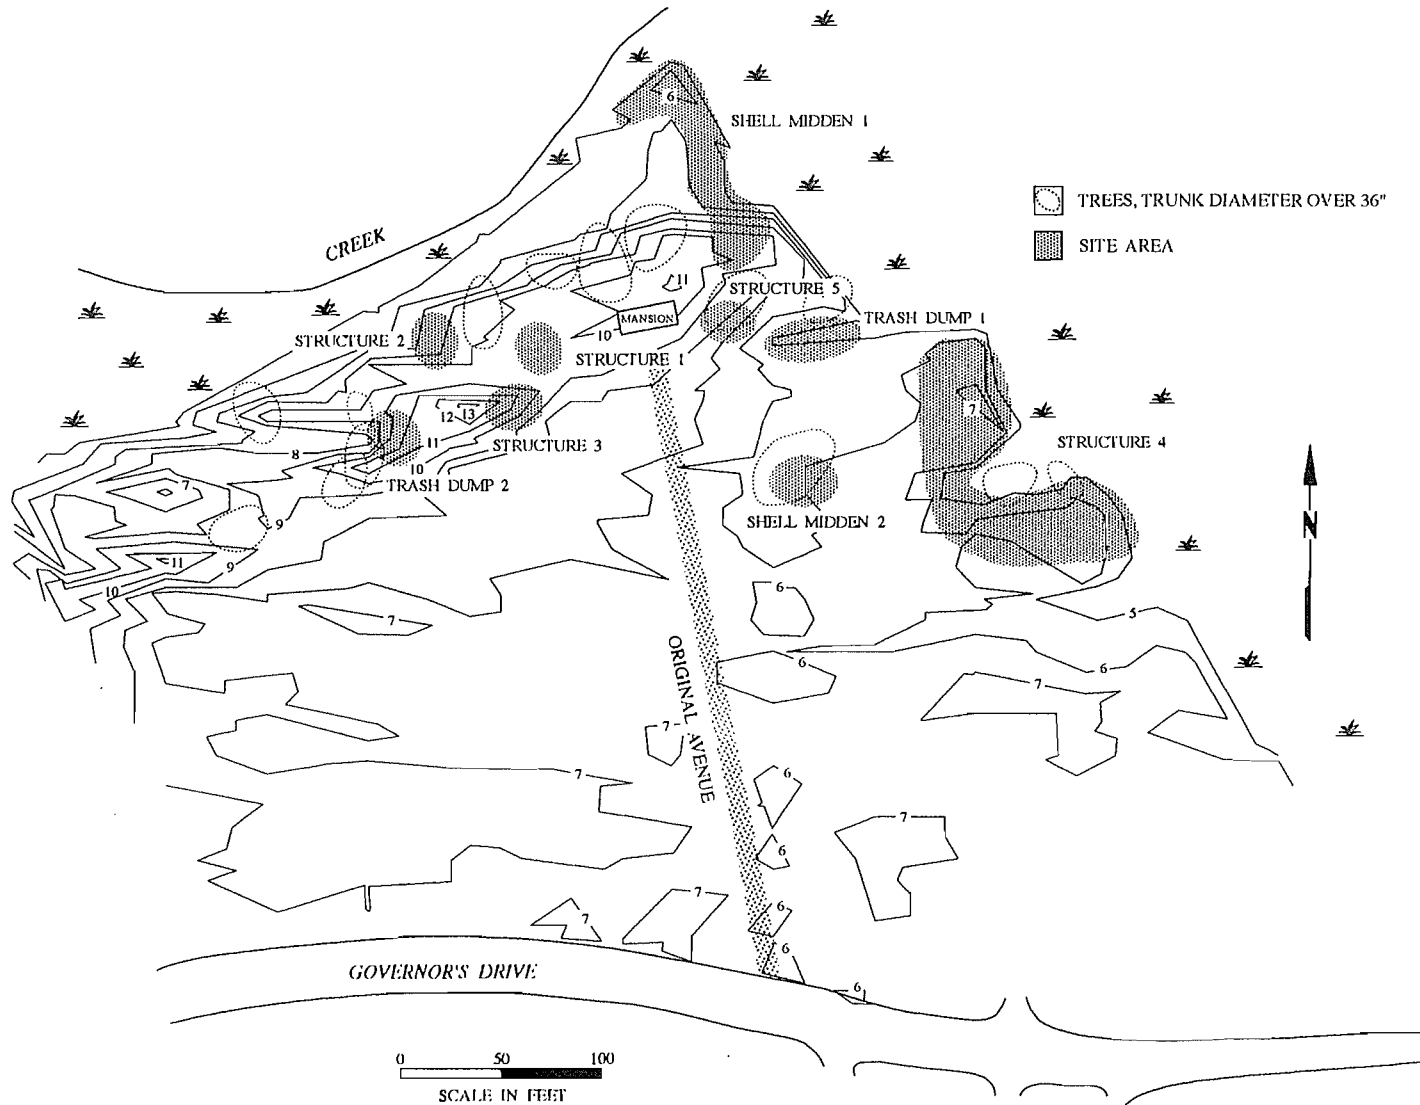 6
SHELL MIDDEN 1
TREES, TRUNK DIAMETER OVER 36"
SITE AREA
CREEK
11
STRUCTURE 5
MANSION
TRASH DUMP 1
10
STRUCTURE 2
STRUCTURE 1
12
13
7
11
STRUCTURE 3
STRUCTURE 4
8
10
TRASH DUMP 2
7
9
SHELL MIDDEN 2
N
11
9
10
6
7
5
ORIGINAL AVENUE
6
6
7
7
7
6
7
6
7
7
6
6
GOVERNOR'S DRIVE
6
0 50 100
SCALE IN FEET